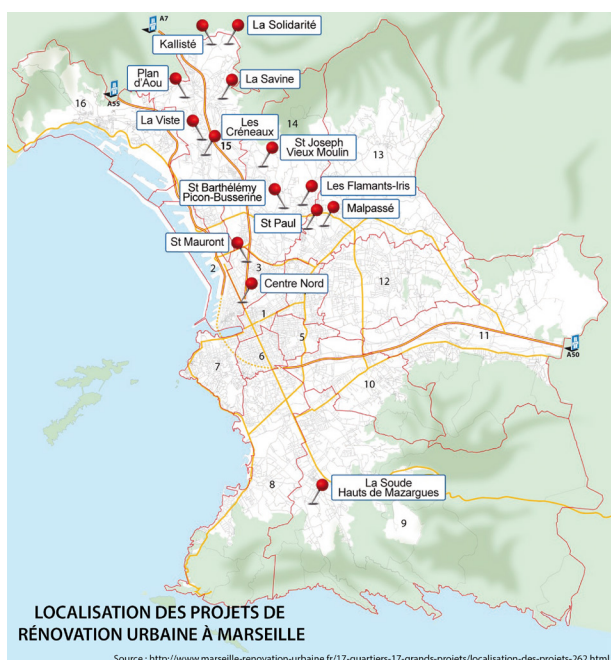 A7
La Solidarité
Kallisté
Plan
d'Aou
La Savine
A55
16
La Viste
Les
Créneaux
15
14
St Joseph
Vieux Moulin
13
St Barthélémy
Picon-Busserine
Les Flamants-Iris
St Paul
Malpassé
St Mauront
2
3
12
Centre Nord
1
5
11
A50
6
7
10
8
La Soude
Hauts de Mazargues
9
LOCALISATION DES PROJETS DE
RÉNOVATION URBAINE À MARSEILLE
Source : http://www.marseille-renovation-urbaine.fr/17-quartiers-17-grands-projets/localisation-des-projets-262.html